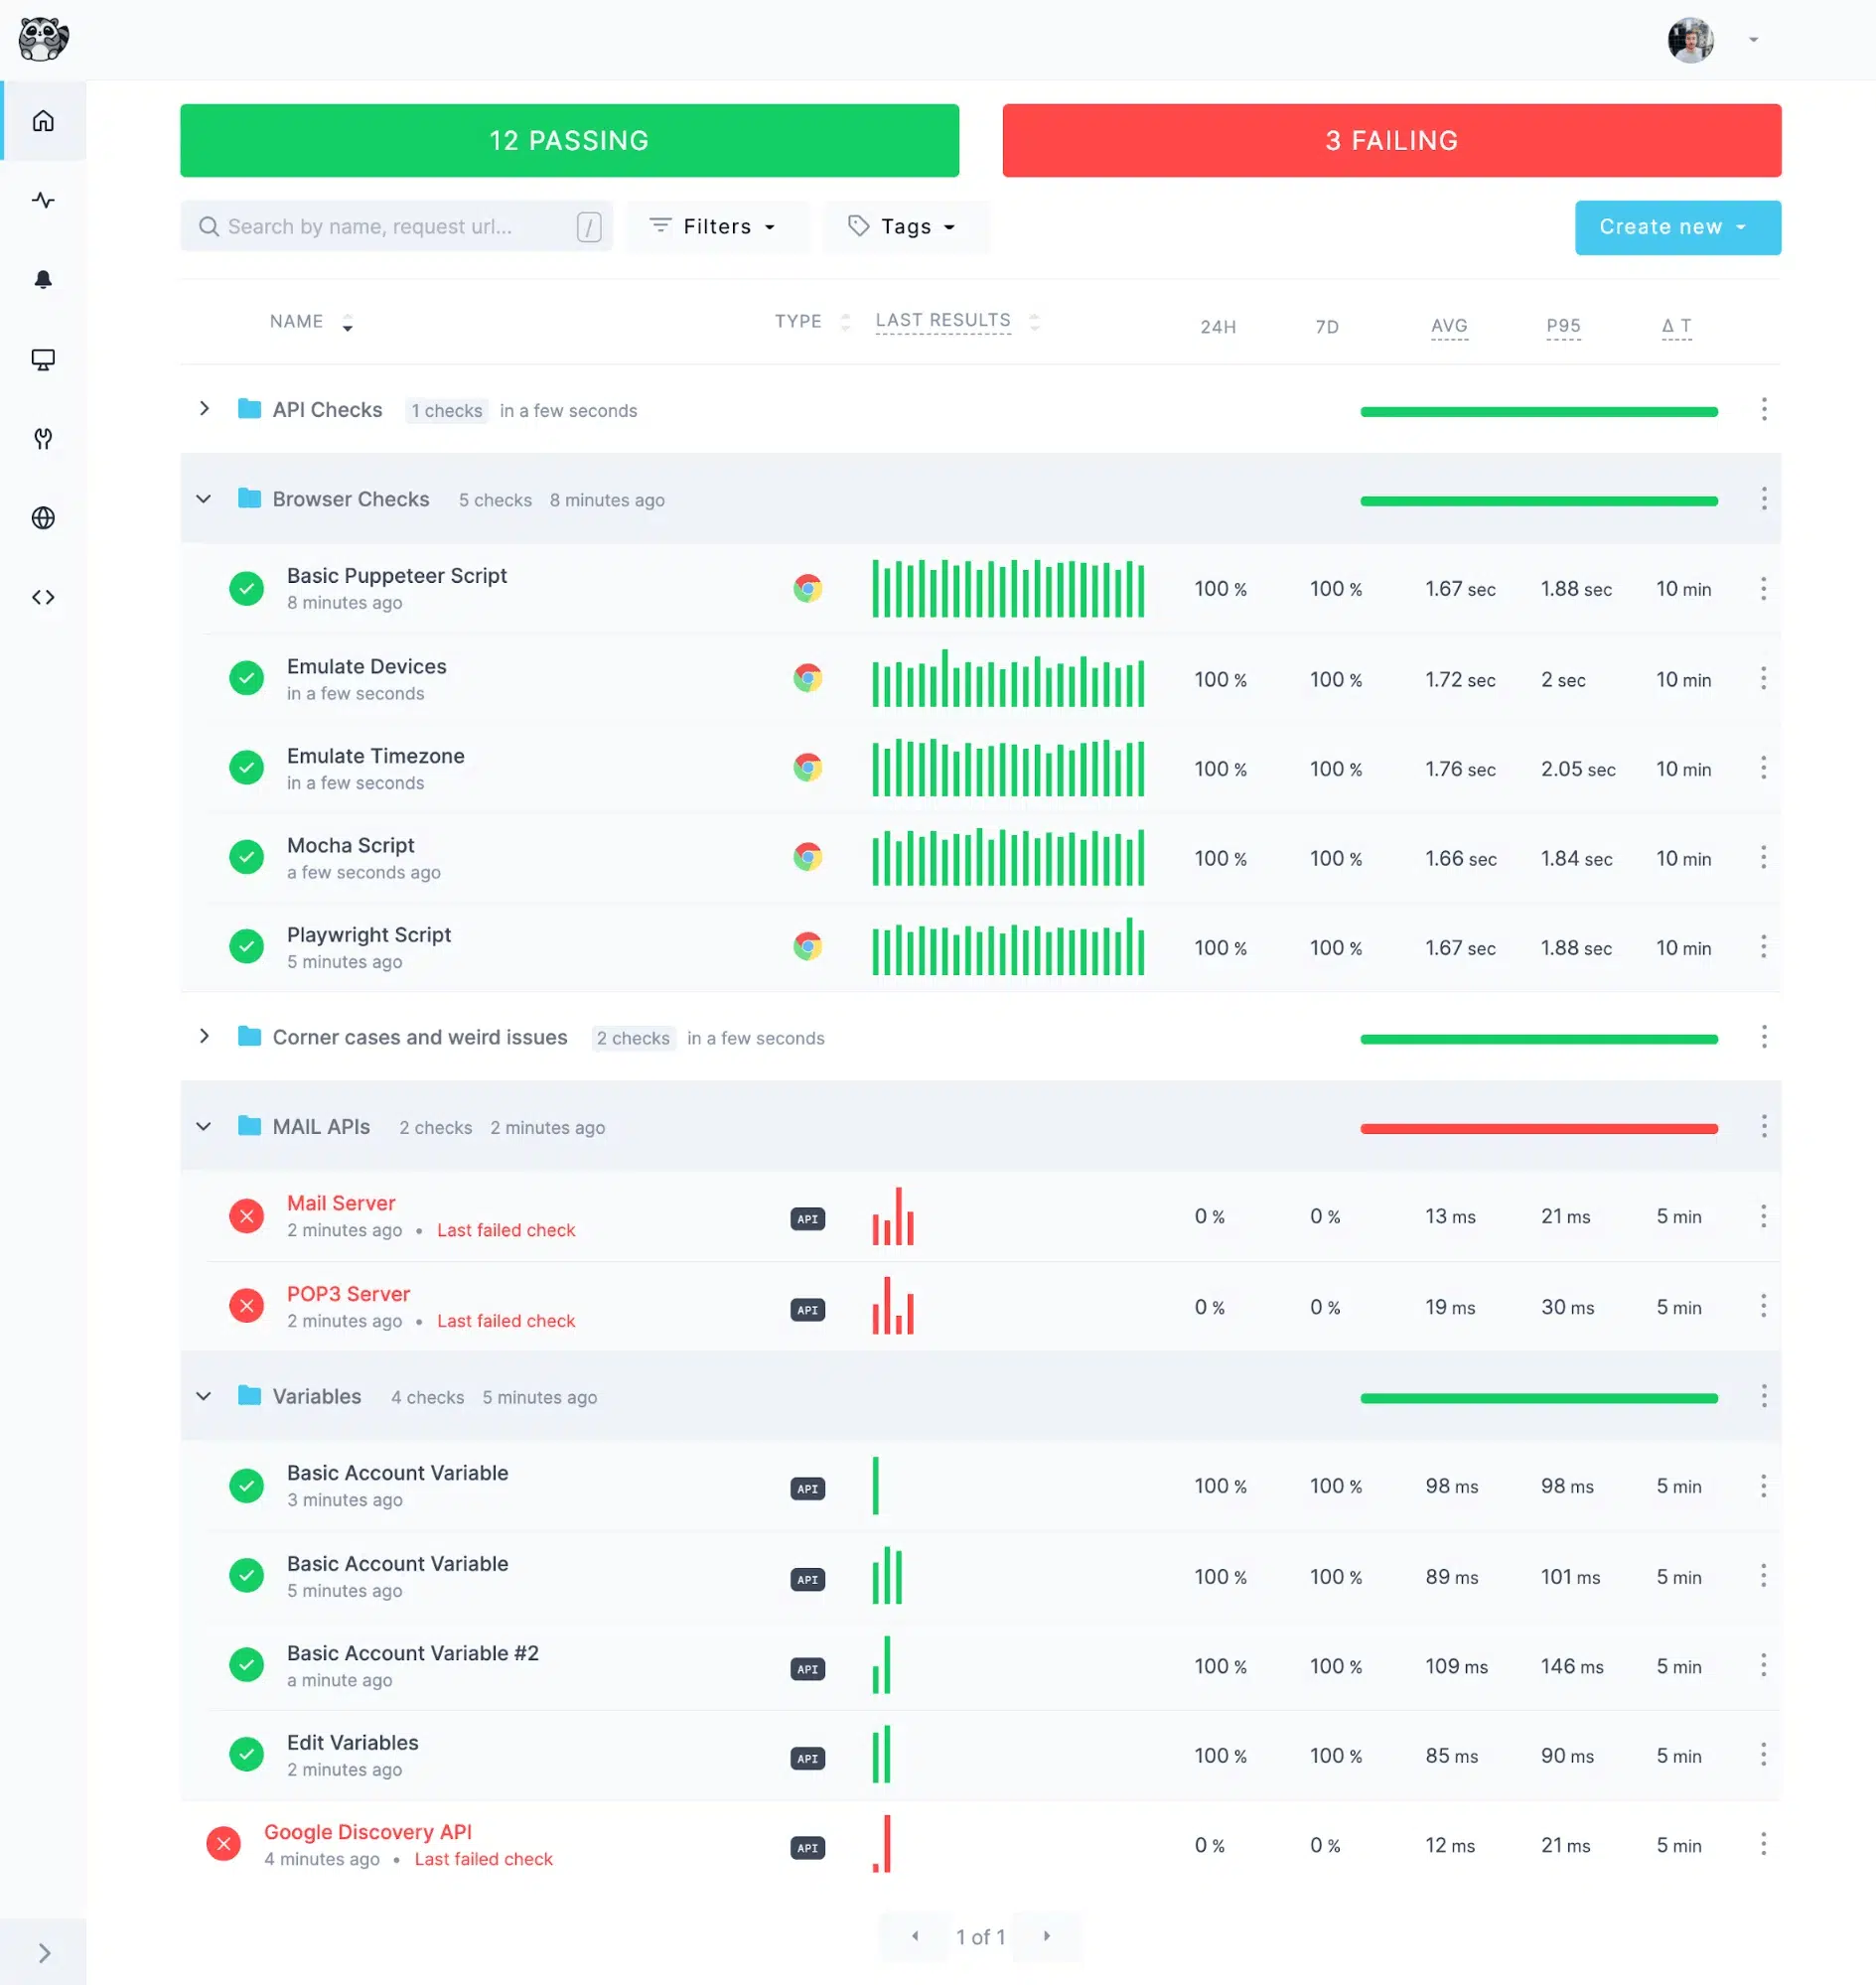 12 PASSING
3 FAILING
Search by name, request url...
/
Filters
Tags
Create new
NAME TYPE LAST RESULTS 24H 7D AVG P95 Δ T
API Checks 1 checks in a few seconds
Browser Checks 5 checks 8 minutes ago
Basic Puppeteer Script
8 minutes ago
100 % 100 % 1.67 sec 1.88 sec 10 min
Emulate Devices
in a few seconds
100 % 100 % 1.72 sec 2 sec 10 min
Emulate Timezone
in a few seconds
100 % 100 % 1.76 sec 2.05 sec 10 min
Mocha Script
a few seconds ago
100 % 100 % 1.66 sec 1.84 sec 10 min
Playwright Script
5 minutes ago
100 % 100 % 1.67 sec 1.88 sec 10 min
Corner cases and weird issues 2 checks in a few seconds
MAIL APIs 2 checks 2 minutes ago
Mail Server
2 minutes ago • Last failed check
API 0 % 0 % 13 ms 21 ms 5 min
POP3 Server
2 minutes ago • Last failed check
API 0 % 0 % 19 ms 30 ms 5 min
Variables 4 checks 5 minutes ago
Basic Account Variable
3 minutes ago
API 100 % 100 % 98 ms 98 ms 5 min
Basic Account Variable
5 minutes ago
API 100 % 100 % 89 ms 101 ms 5 min
Basic Account Variable #2
a minute ago
API 100 % 100 % 109 ms 146 ms 5 min
Edit Variables
2 minutes ago
API 100 % 100 % 85 ms 90 ms 5 min
Google Discovery API
4 minutes ago • Last failed check
API 0 % 0 % 12 ms 21 ms 5 min
1 of 1